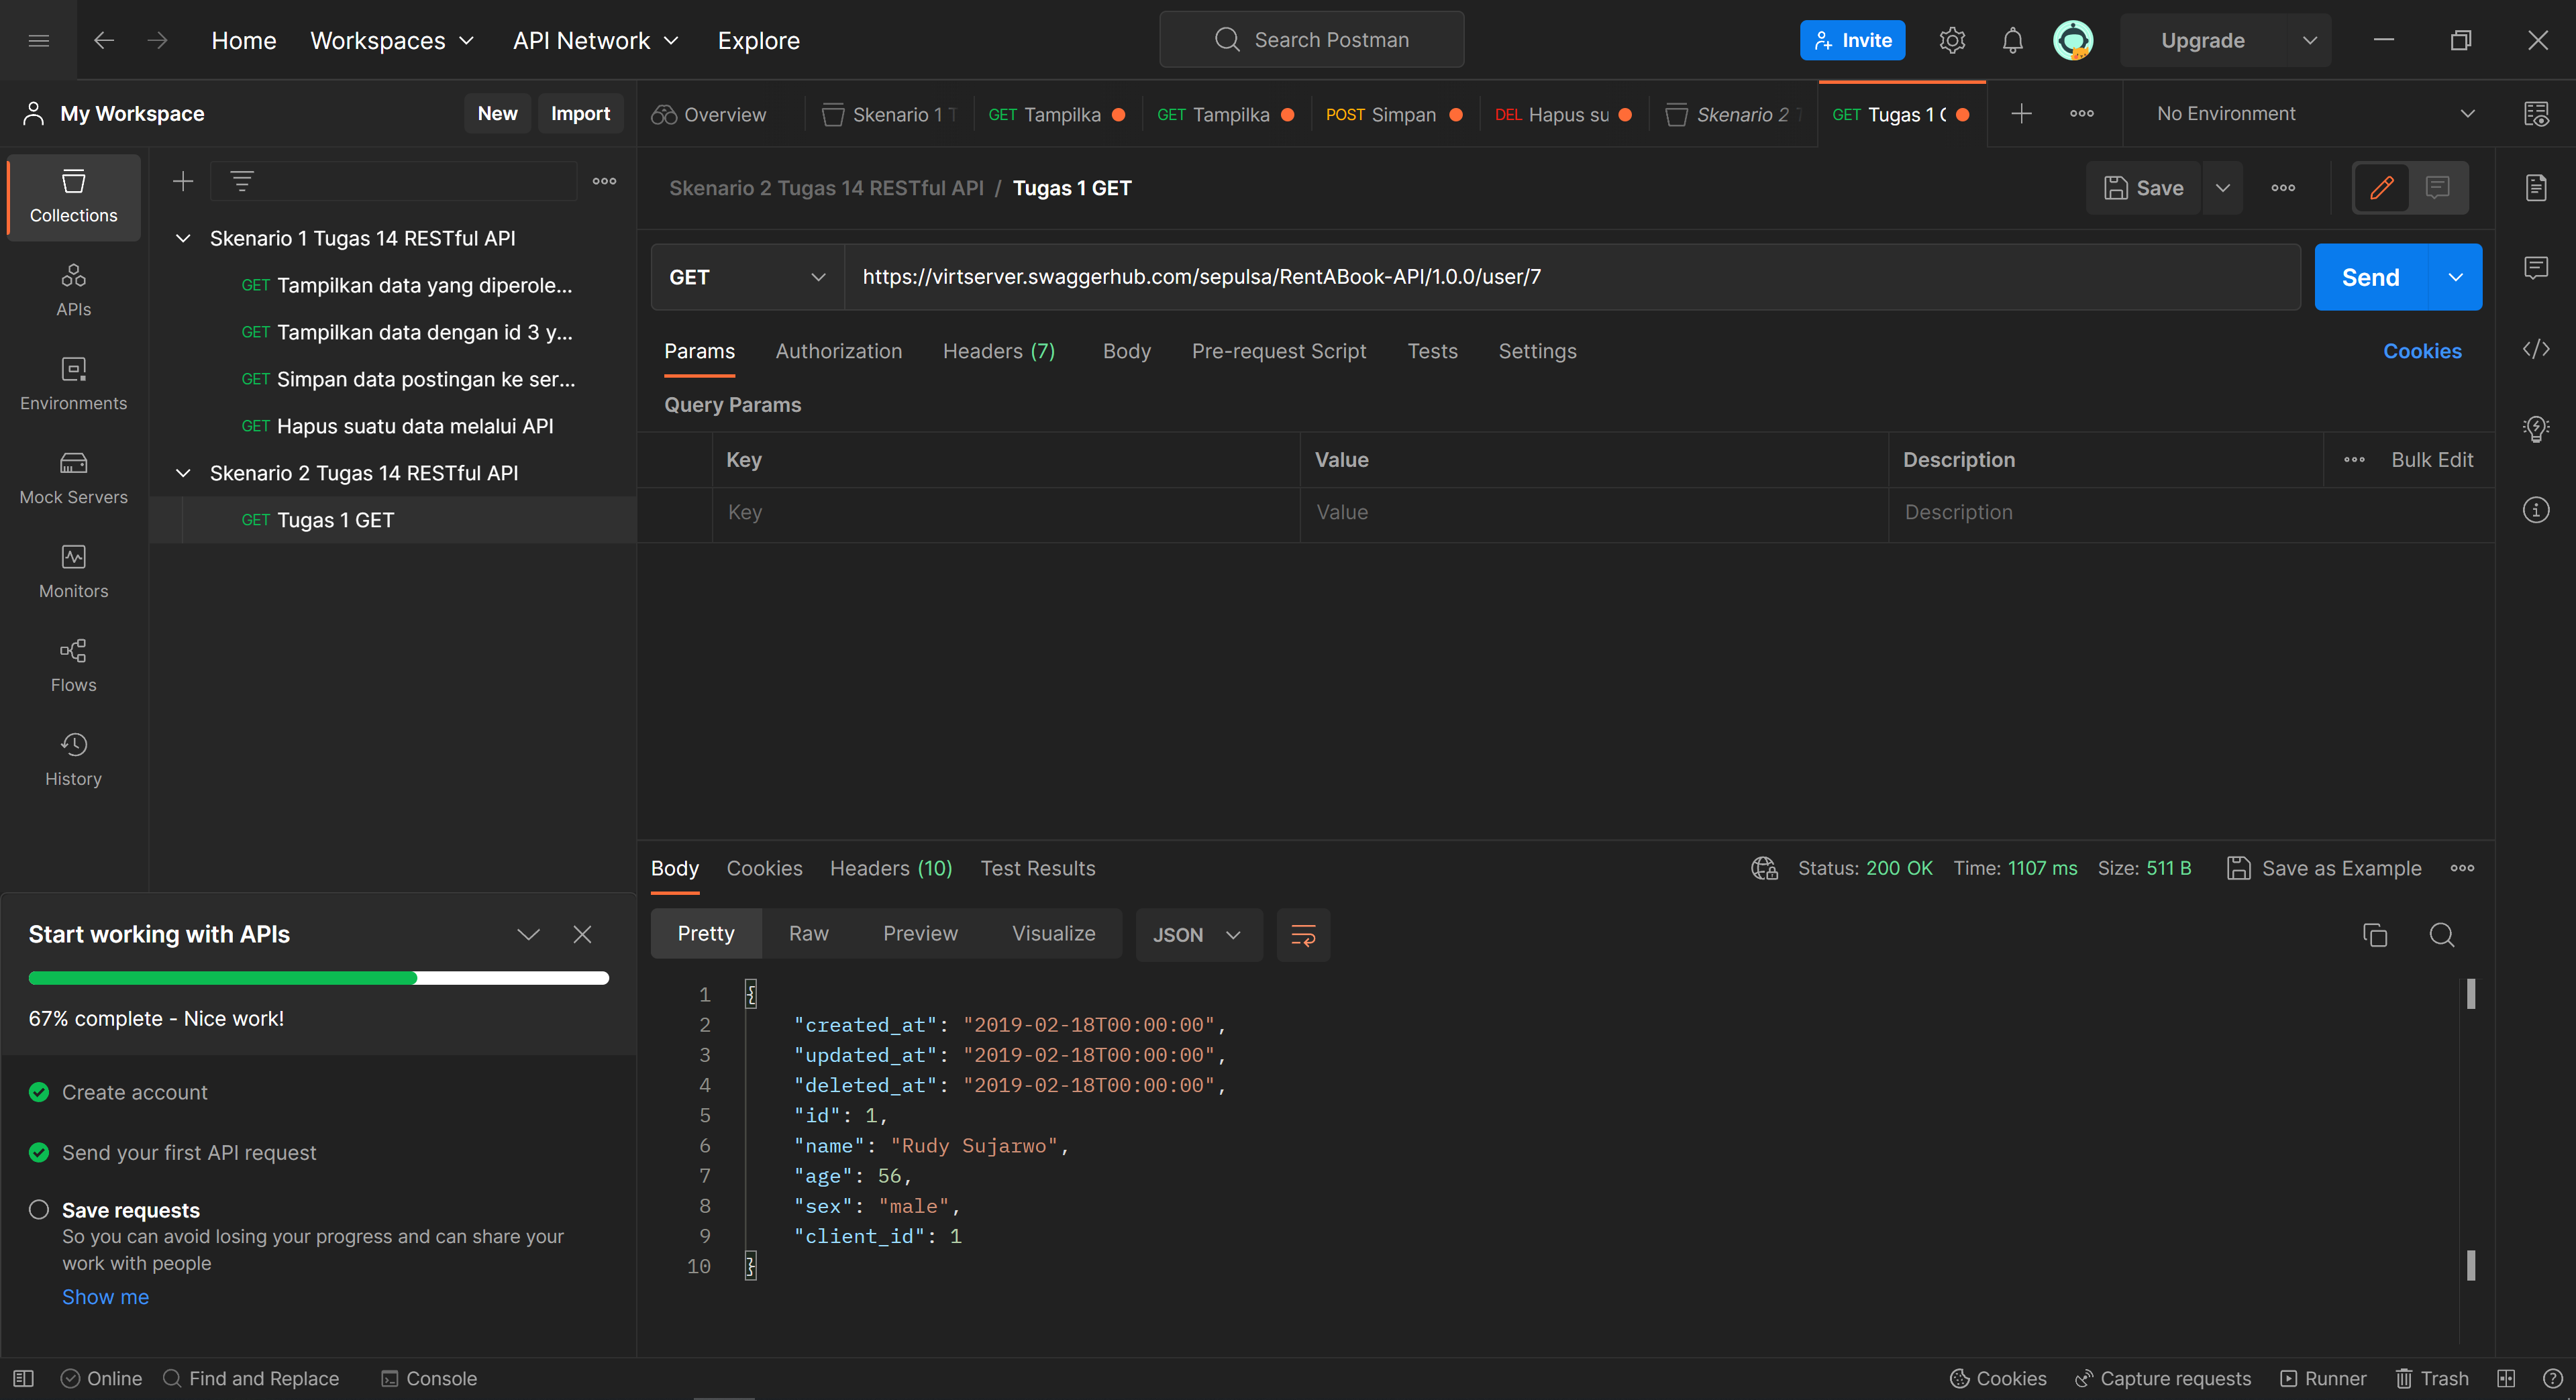 Home Workspaces API Network Explore Search Postman Invite Upgrade
My Workspace New Import
Overview Skenario 1 GET Tampilka GET Tampilka POST Simpan DEL Hapus su Skenario 2 GET Tugas 1 No Environment
Collections
APIs
Environments
Mock Servers
Monitors
Flows
History
Skenario 1 Tugas 14 RESTful API
GET Tampilkan data yang diperole...
GET Tampilkan data dengan id 3 y...
GET Simpan data postingan ke ser...
GET Hapus suatu data melalui API
Skenario 2 Tugas 14 RESTful API
GET Tugas 1 GET
Skenario 2 Tugas 14 RESTful API / Tugas 1 GET Save
GET https://virtserver.swaggerhub.com/sepulsa/RentABook-API/1.0.0/user/7 Send
Params Authorization Headers (7) Body Pre-request Script Tests Settings Cookies
Query Params
Key Value Description Bulk Edit
Key Value Description
Body Cookies Headers (10) Test Results Status: 200 OK Time: 1107 ms Size: 511 B Save as Example
Pretty Raw Preview Visualize JSON
1 {
2 "created_at": "2019-02-18T00:00:00",
3 "updated_at": "2019-02-18T00:00:00",
4 "deleted_at": "2019-02-18T00:00:00",
5 "id": 1,
6 "name": "Rudy Sujarwo",
7 "age": 56,
8 "sex": "male",
9 "client_id": 1
10 }
Start working with APIs
67% complete - Nice work!
Create account
Send your first API request
Save requests
So you can avoid losing your progress and can share your
work with people
Show me
Online Find and Replace Console Cookies Capture requests Runner Trash